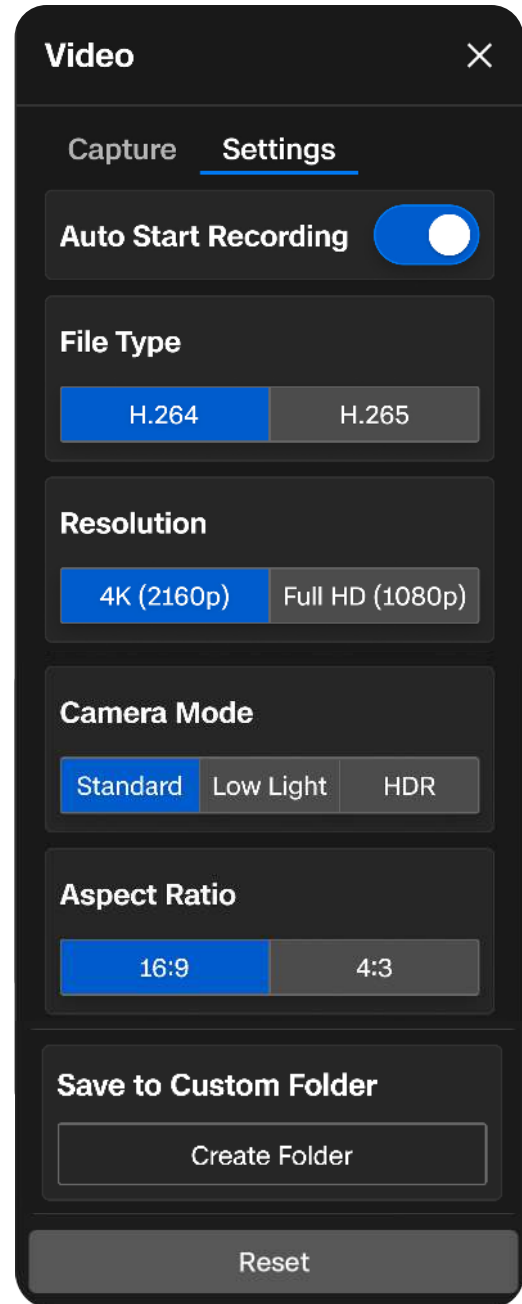 Video
Capture Settings
Auto Start Recording
File Type
H.264 H.265
Resolution
4K (2160p) Full HD (1080p)
Camera Mode
Standard Low Light HDR
Aspect Ratio
16:9 4:3
Save to Custom Folder
Create Folder
Reset